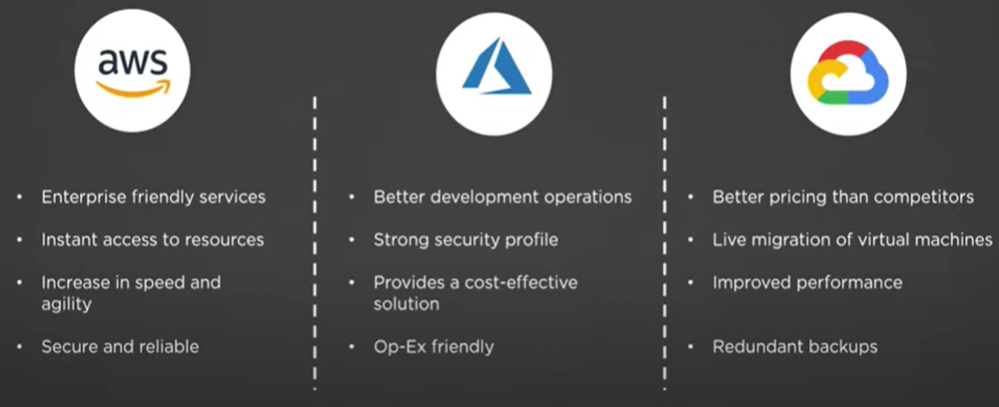 aws
• Enterprise friendly services
• Instant access to resources
• Increase in speed and
agility
• Secure and reliable
• Better development operations
• Strong security profile
• Provides a cost-effective
solution
• Op-Ex friendly
• Better pricing than competitors
• Live migration of virtual machines
• Improved performance
• Redundant backups